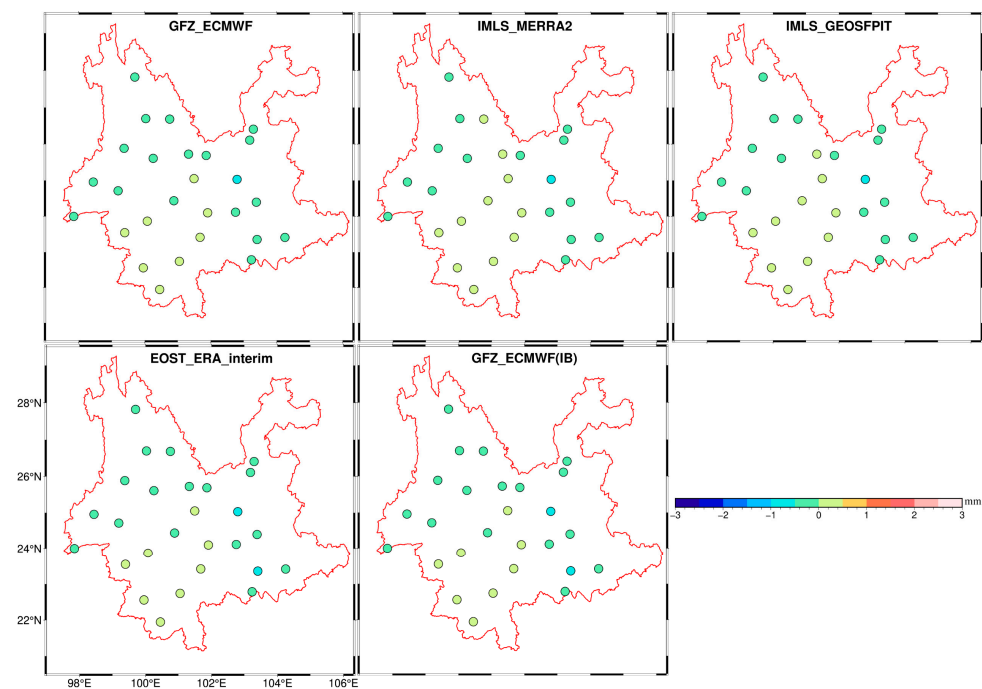 GFZ_ECMWF
IMLS_MERRA2
IMLS_GEOSFPIT
EOST_ERA_interim
GFZ_ECMWF(IB)
28°N
26°N
24°N
22°N
98°E 100°E 102°E 104°E 106°E
mm
−3 −2 −1 0 1 2 3